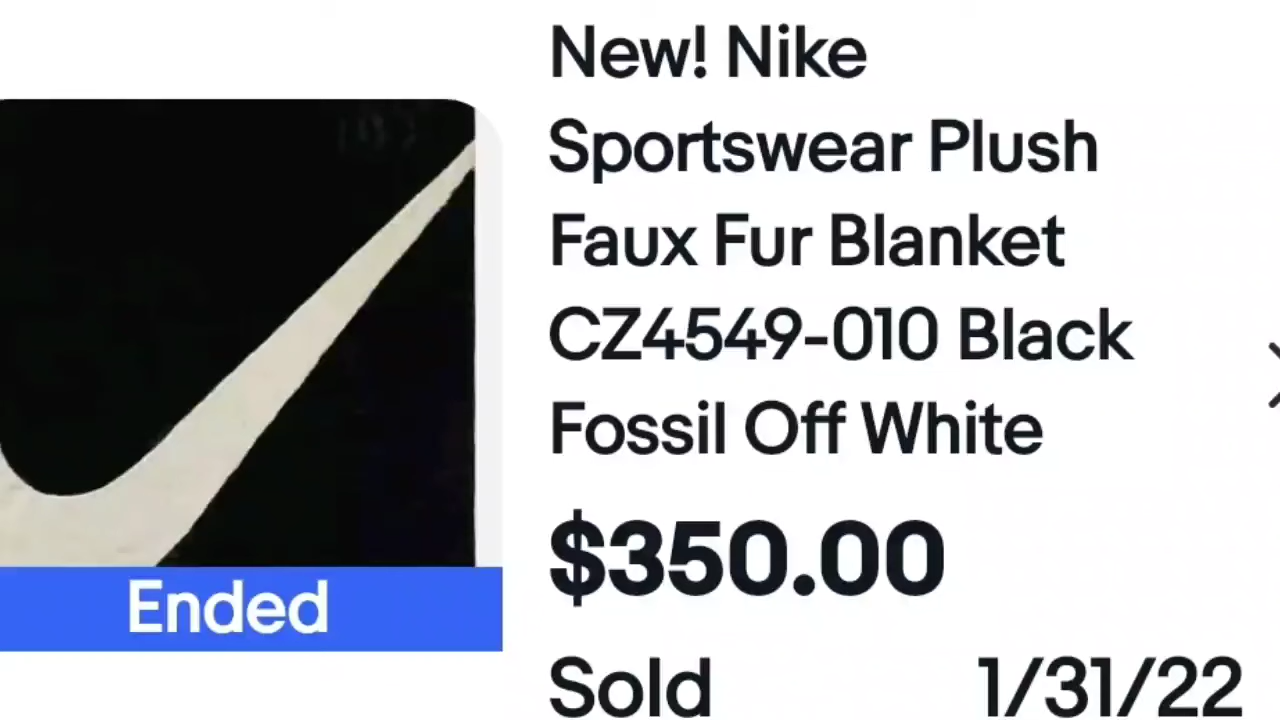 New! Nike
Sportswear Plush
Faux Fur Blanket
CZ4549-010 Black
Fossil Off White
$350.00
Ended
Sold 1/31/22